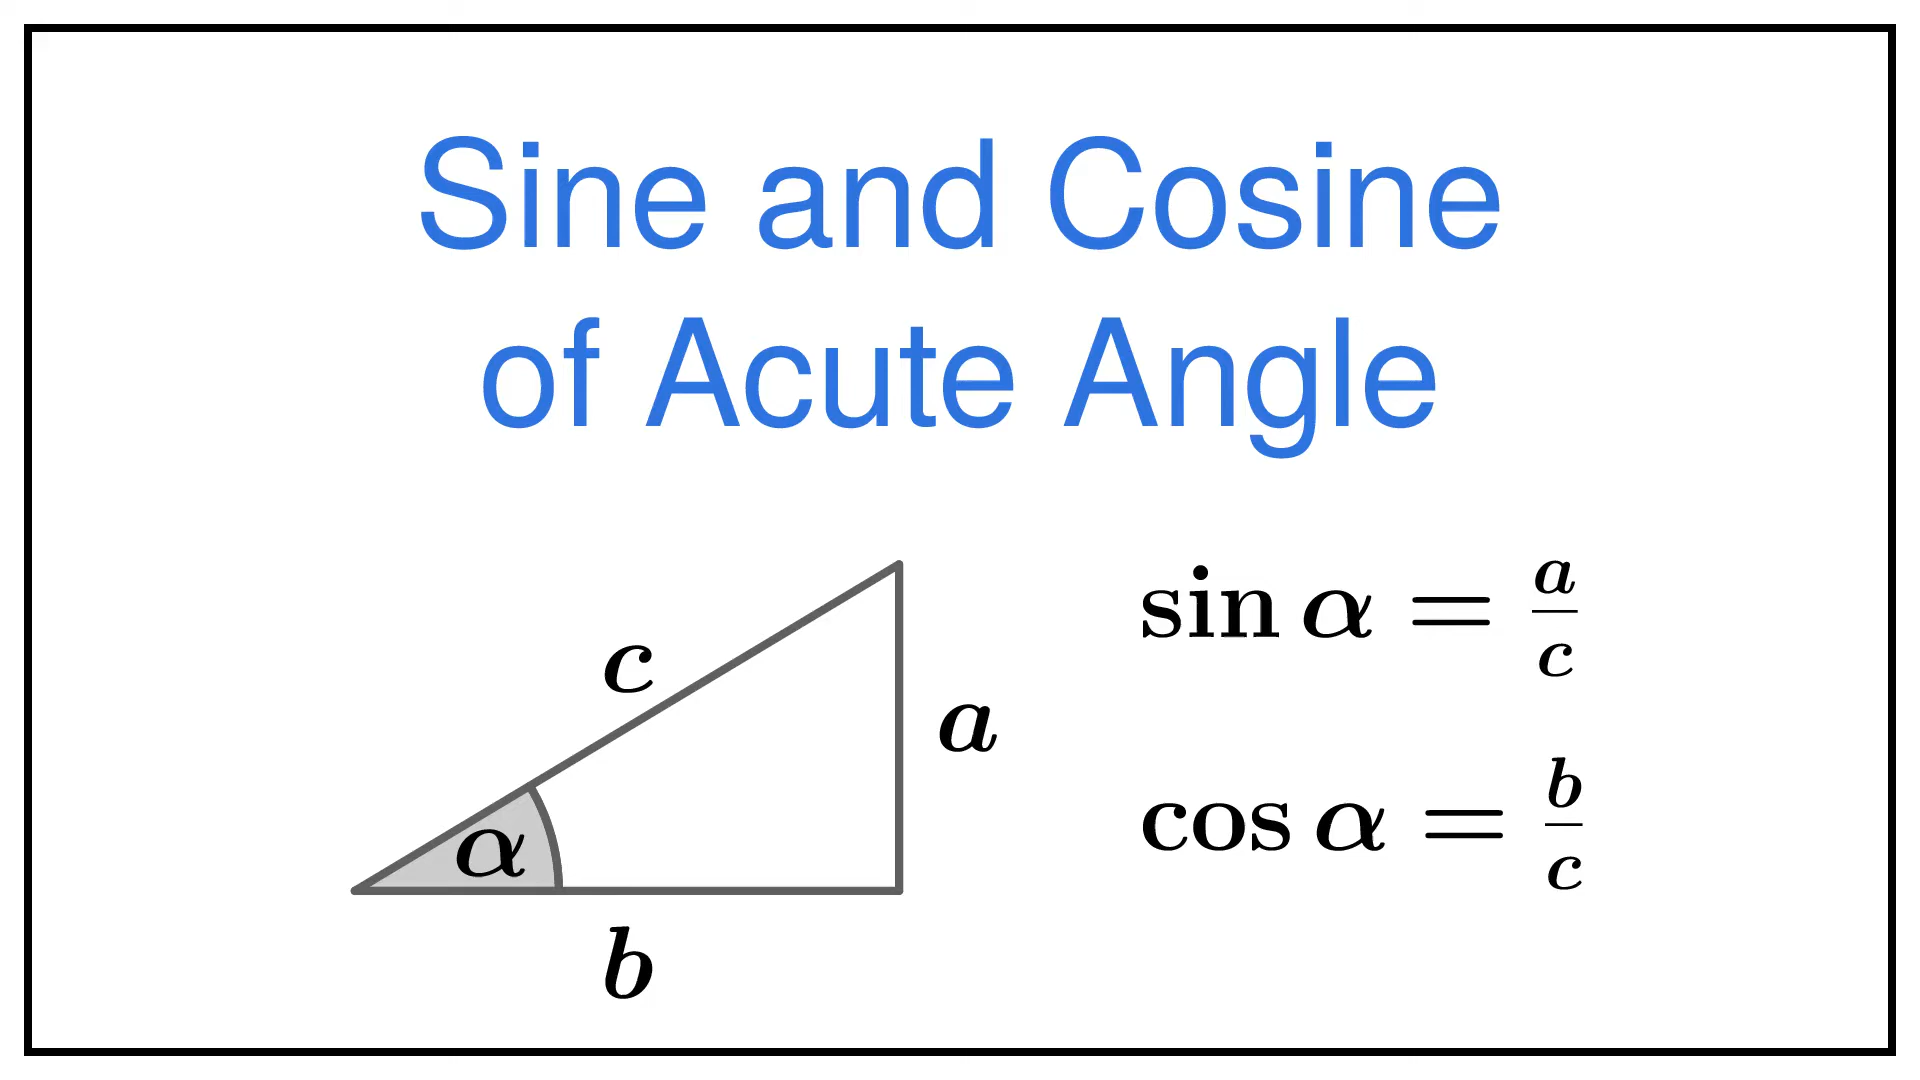 Sine and Cosine
of Acute Angle
c
a
α
b
sin α = a/c
cos α = b/c